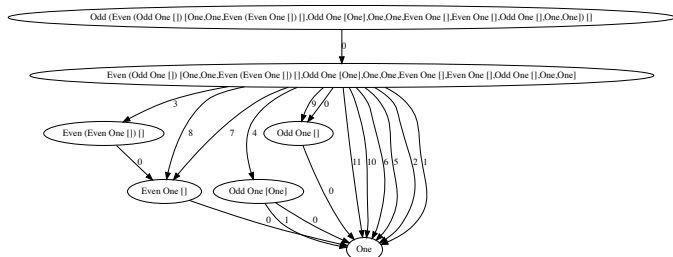 Odd (Even (Odd One []) [One,One,Even (Even One []) [],Odd One [One],One,One,Even One [],Even One [],Odd One [],One,One]) []
0
Even (Odd One []) [One,One,Even (Even One []) [],Odd One [One],One,One,Even One [],Even One [],Odd One [],One,One]
3 8 7 4 9 0 11 10 6 5 2 1
Even (Even One []) [] Odd One []
0
Even One [] Odd One [One]
0
0 1 0
One